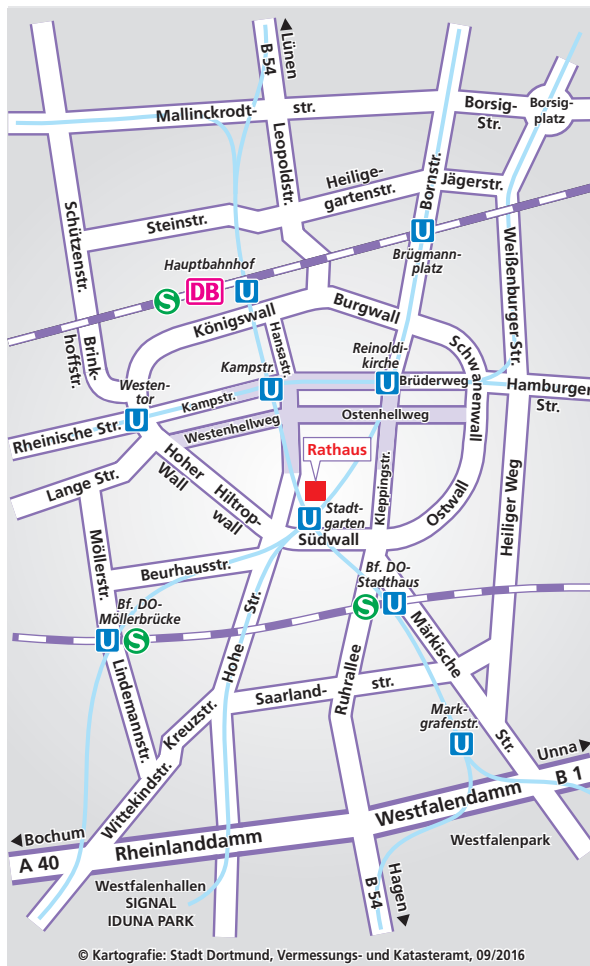 Lünen
B 54
Mallinckrodt-
str.
Borsig-
Str.
Borsig-
platz
Leopoldstr.
Heilige-
gartenstr.
Bornstr.
Jägerstr.
Schützenstr.
Steinstr.
U
Brügmann-
platz
Weißenburger Str.
Hauptbahnhof
S
DB
U
Königswall
Burgwall
Brink-
hoffstr.
Hansastr.
Schwanenwall
Reinoldi-
kirche
U
Westen-
tor
U
Kampstr.
U
Kampstr.
Brüderweg
Hamburger
Str.
Rheinische Str.
Westenhellweg
Ostenhellweg
Lange Str.
Hoher
Wall
Hiltrop-
wall
Rathaus
Kleppingstr.
Ostwall
Heiliger Weg
U
Stadt-
garten
Südwall
Möllerstr.
Beurhausstr.
Bf. DO-
Stadthaus
S
U
Bf. DO-
Möllerbrücke
U
S
Hohe Str.
Märkische
Str.
Lindemannstr.
Kreuzstr.
Saarland-
str.
Ruhrallee
Mark-
grafenstr.
U
Wittekindstr.
Unna
B 1
Westfalendamm
Bochum
A 40
Rheinlanddamm
Westfalenpark
Westfalenhallen
SIGNAL
IDUNA PARK
B 54
Hagen
© Kartografie: Stadt Dortmund, Vermessungs- und Katasteramt, 09/2016